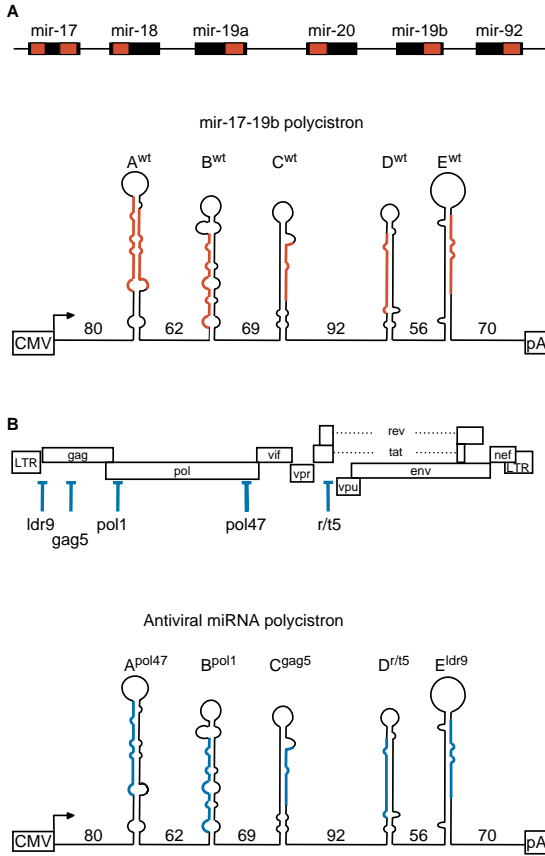 A
mir-17 mir-18 mir-19a mir-20 mir-19b mir-92
mir-17-19b polycistron
Awt Bwt Cwt Dwt Ewt
80 62 69 92 56 70
CMV pA
B
rev
gag vif tat nef
LTR LTR
pol vpr env
vpu
ldr9 pol1 pol47 r/t5
gag5
Antiviral miRNA polycistron
Apol47 Bpol1 Cgag5 Dr/t5 Eldr9
80 62 69 92 56 70
CMV pA